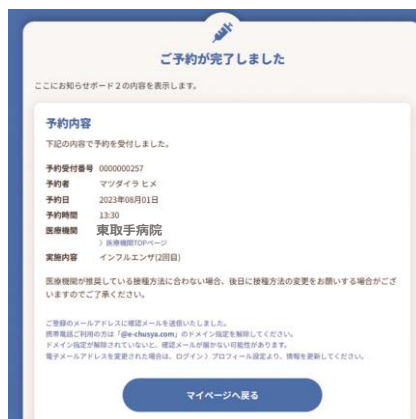 ご予約が完了しました
ここにお知らせボード2の内容を表示します。
予約内容
下記の内容で予約を受付しました。
予約受付番号 0000000257
予約者 マツダイラ ヒメ
予約日 2023年08月01日
予約時間 13:30
医療機関 東取手病院
〉医療機関TOPページ
実施内容 インフルエンザ(2回目)
医療機関が推奨している接種方法に合わない場合、後日に接種方法の変更をお願いする場合がござ
いますのでご了承ください。
ご登録のメールアドレスに確認メールを送信いたしました。
携帯電話ご利用の方は「@e-chusya.com」のドメイン指定を解除してください。
ドメイン指定が解除されていないと、確認メールが届かない可能性があります。
電子メールアドレスを変更された場合は、ログイン 〉プロフィール設定より、情報を更新してください。
マイページへ戻る